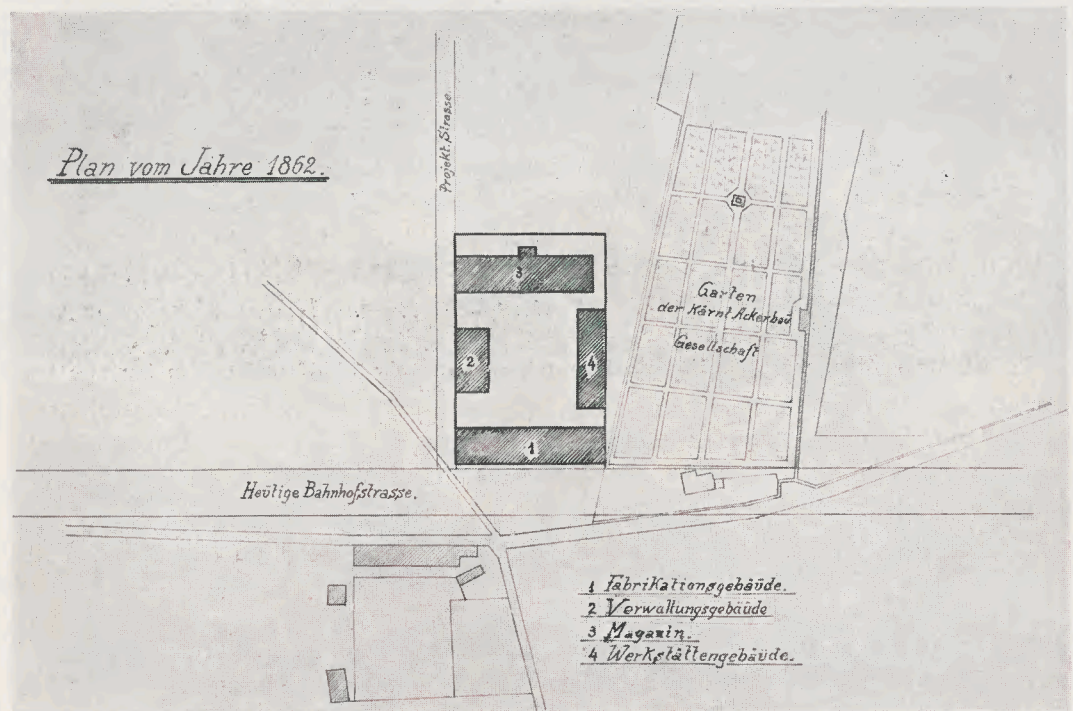 Plan vom Jahre 1862.
Projekt. Strasse.
3
2
4
1
Garten
der Kärnt Ackerbau
Gesellschaft
Heutige Bahnhofstrasse.
1 Fabrikationsgebäude.
2 Verwaltungsgebäude
3 Magazin.
4 Werkstättengebäude.